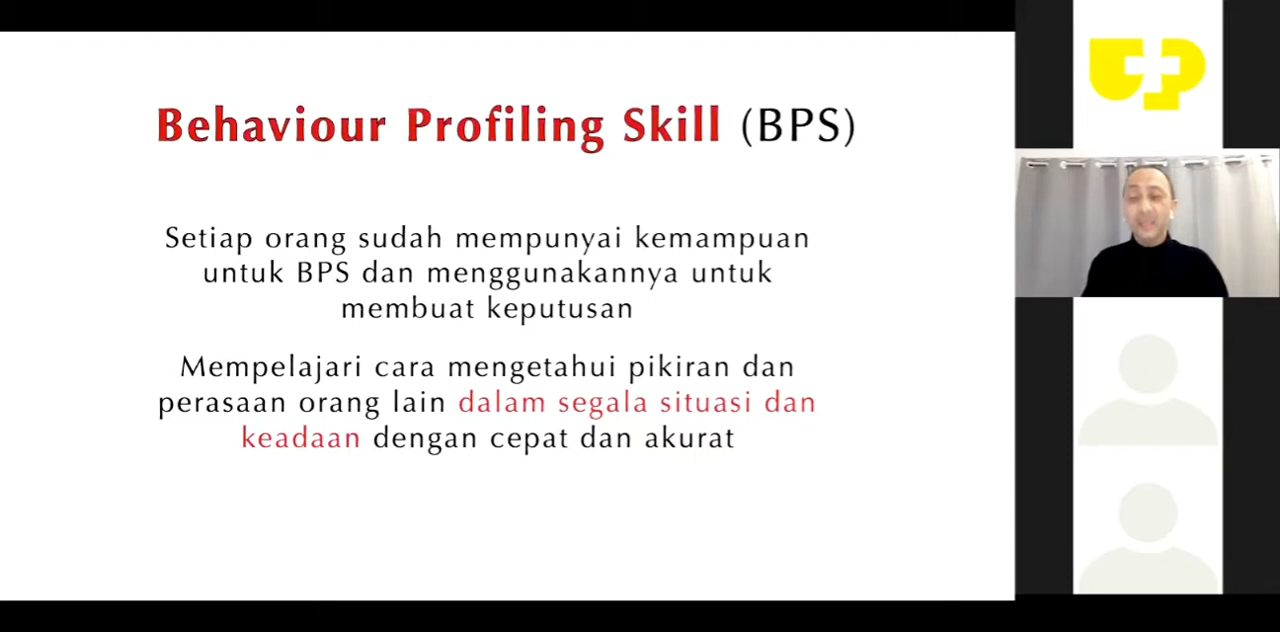 Behaviour Profiling Skill (BPS)
Setiap orang sudah mempunyai kemampuan
untuk BPS dan menggunakannya untuk
membuat keputusan
Mempelajari cara mengetahui pikiran dan
perasaan orang lain dalam segala situasi dan
keadaan dengan cepat dan akurat